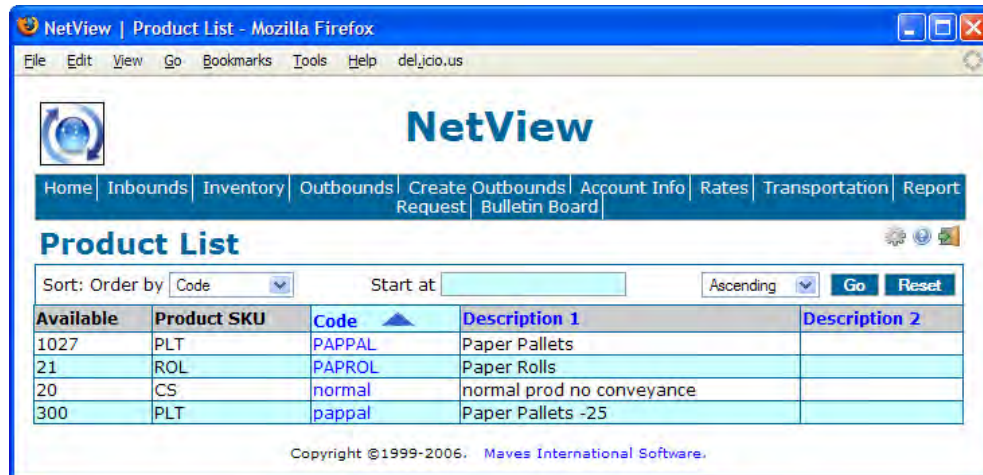 NetView | Product List - Mozilla Firefox
File Edit View Go Bookmarks Tools Help del.icio.us
NetView
Home| Inbounds| Inventory| Outbounds| Create Outbounds| Account Info| Rates| Transportation| Report
Request| Bulletin Board|
Product List
Sort: Order by Code Start at Ascending Go Reset
Available Product SKU Code Description 1 Description 2
1027 PLT PAPPAL Paper Pallets
21 ROL PAPROL Paper Rolls
20 CS normal normal prod no conveyance
300 PLT pappal Paper Pallets -25
Copyright ©1999-2006. Maves International Software.